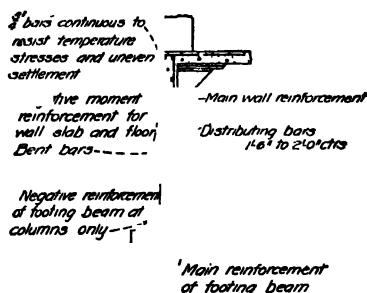 3/4" bars continuous to
resist temperature
stresses and uneven
settlement
tive moment
reinforcement for
wall slab and floor
Bent bars
Main wall reinforcement
Distributing bars
1'-6" to 2'-0" ctrs
Negative reinforcement
of footing beam at
columns only
Main reinforcement
of footing beam